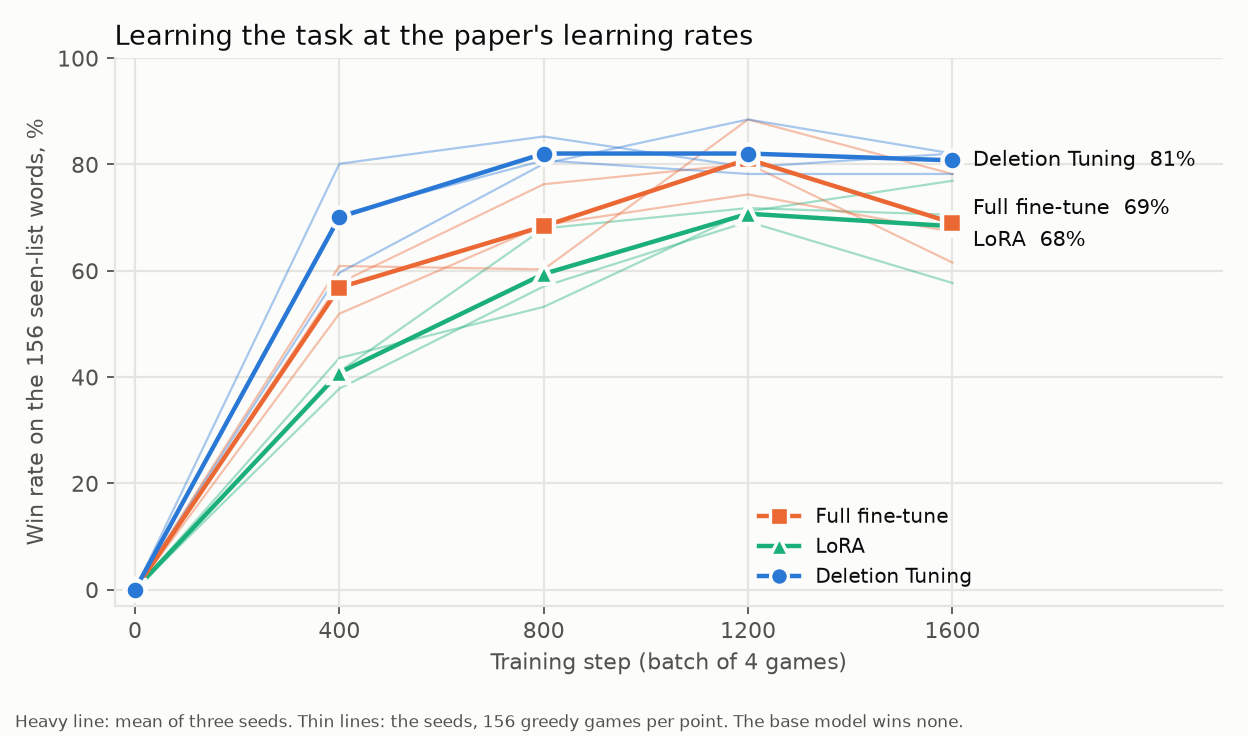 Learning the task at the paper's learning rates
Win rate on the 156 seen-list words, %
100
80
60
40
20
0
Deletion Tuning 81%
Full fine-tune 69%
LoRA 68%
Full fine-tune
LoRA
Deletion Tuning
0 400 800 1200 1600
Training step (batch of 4 games)
Heavy line: mean of three seeds. Thin lines: the seeds, 156 greedy games per point. The base model wins none.